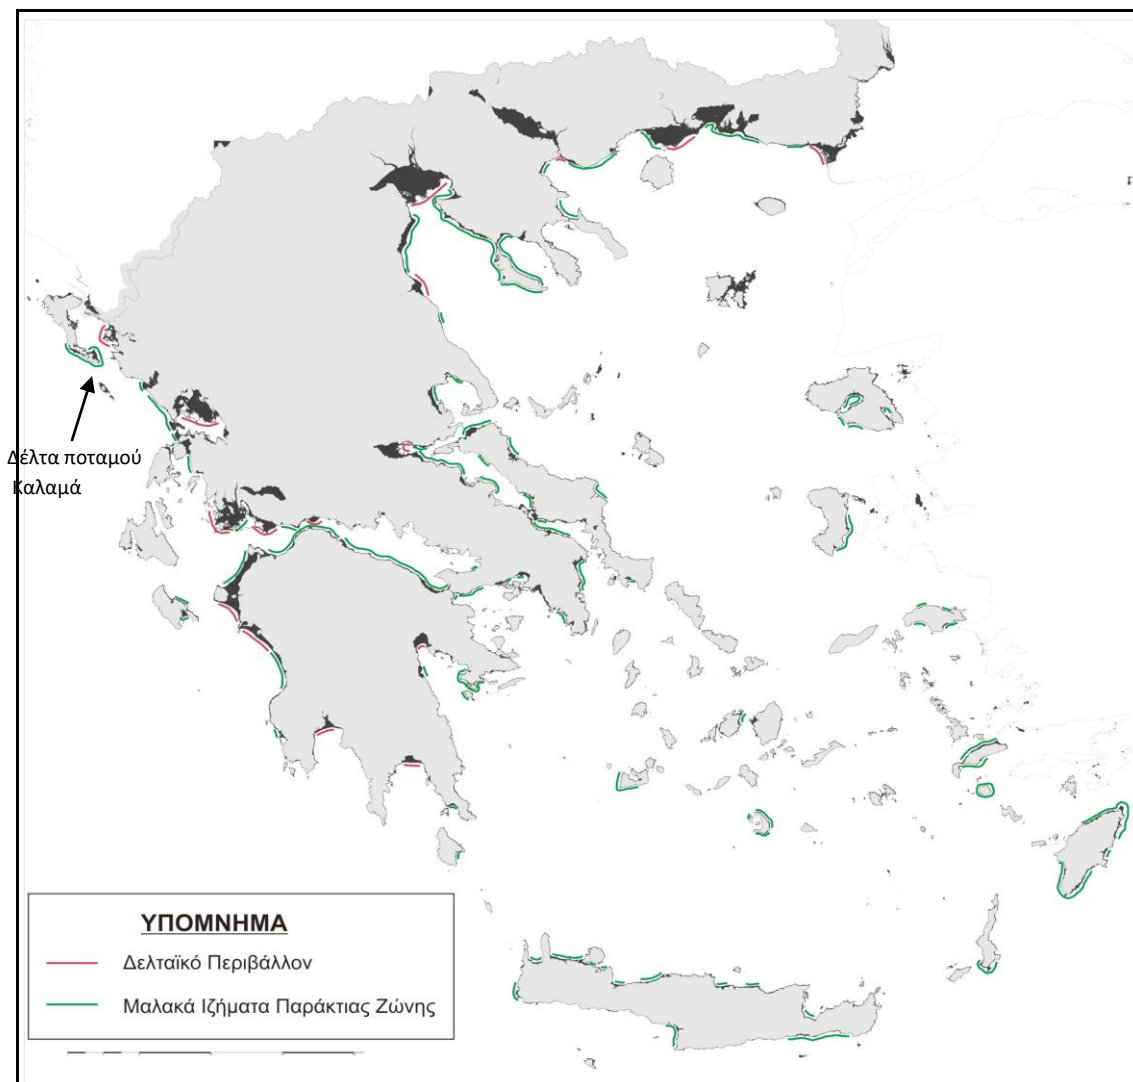 Δέλτα ποταμού
Καλαμά
ΥΠΟΜΝΗΜΑ
Δελταϊκό Περιβάλλον
Μαλακά Ιζήματα Παράκτιας Ζώνης